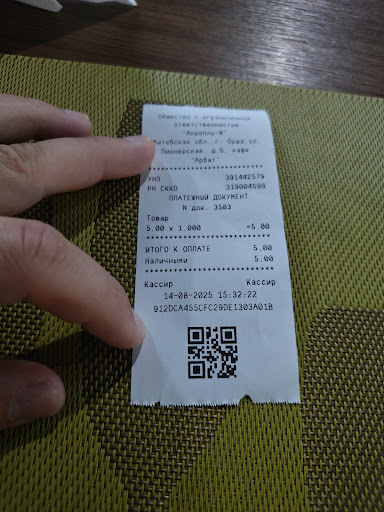 Общество с ограниченной
ответственностью
"Акрополь-М"
Витебская обл. г. Орша ул.
Пионерская, д.6, кафе
"Арбат"
******************************
УНП 391442579
РН СККО 319004699
ПЛАТЕЖНЫЙ ДОКУМЕНТ
N док. 3503
Товар
5.00 x 1.000 =5.00
******************************
ИТОГО К ОПЛАТЕ 5.00
Наличными 5.00
******************************
Кассир Кассир
14-08-2025 15:32:22
912DCA455CFC29DE1303A01B